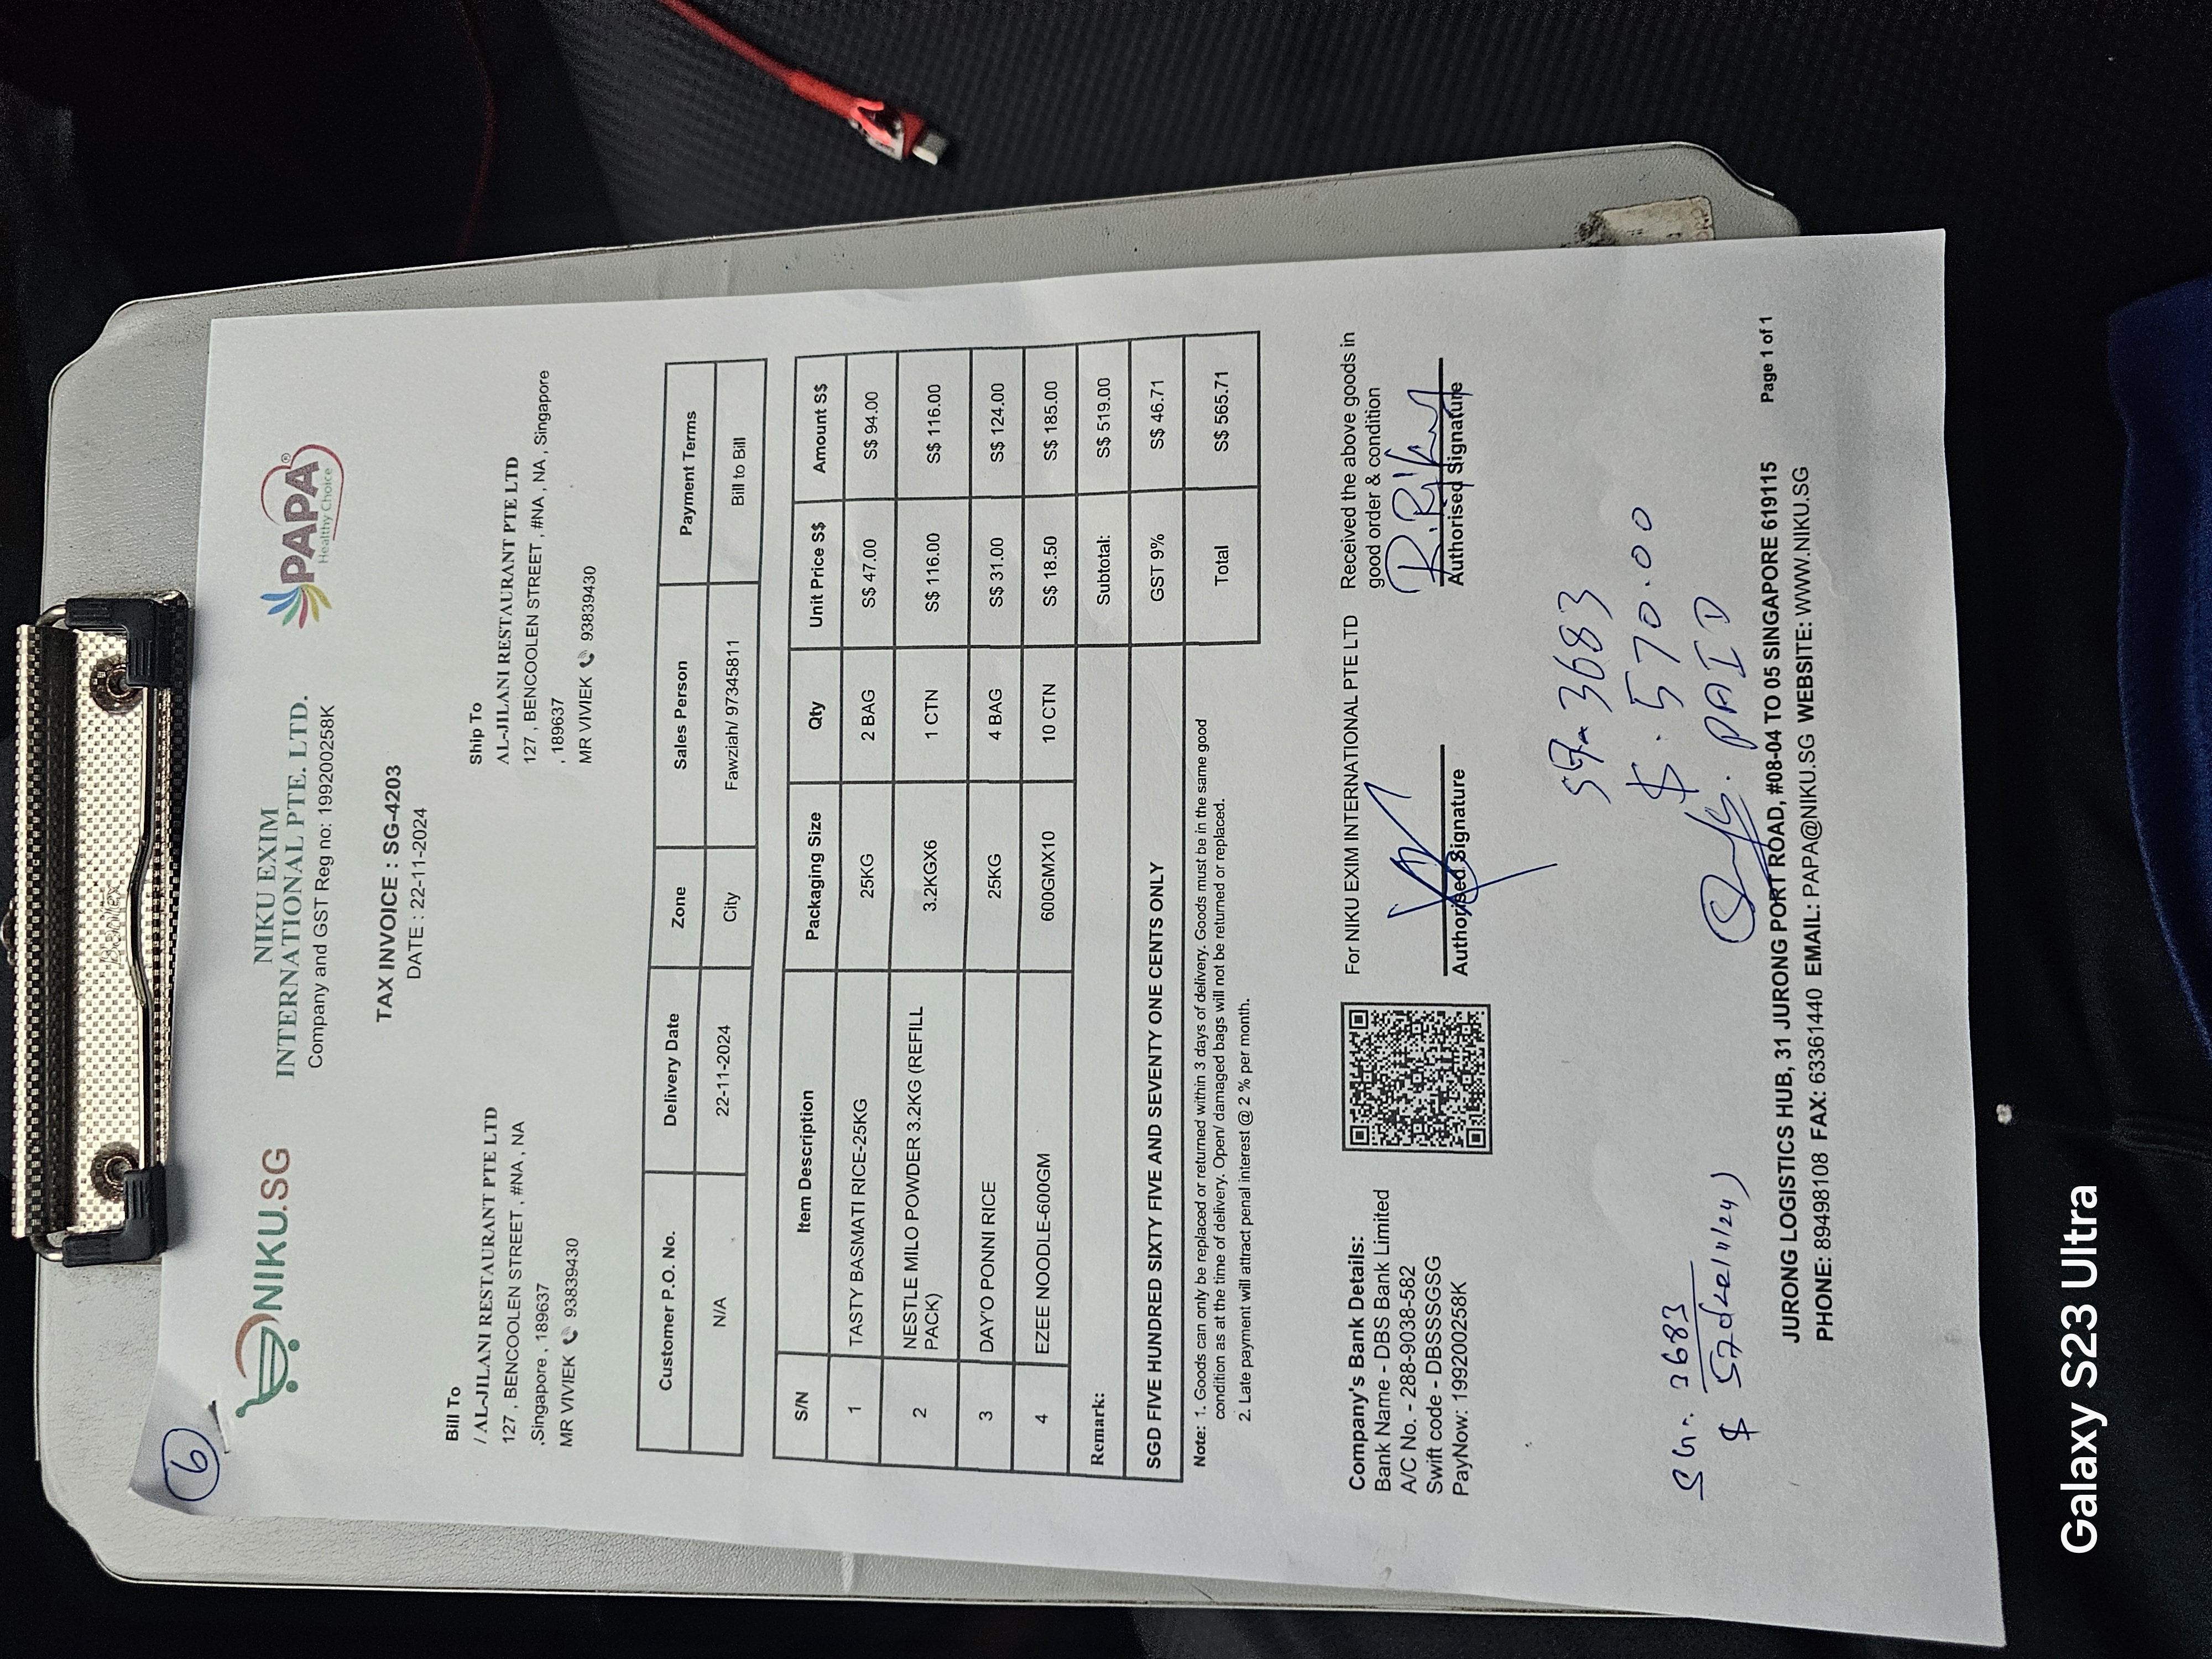 6
Bollex
NIKU.SG
NIKU EXIM
INTERNATIONAL PTE. LTD.
Company and GST Reg no: 199200258K
PAPA®
Healthy Choice
TAX INVOICE : SG-4203
DATE : 22-11-2024
Bill To
/ AL-JILANI RESTAURANT PTE LTD
127 , BENCOOLEN STREET , #NA , NA
,Singapore , 189637
MR VIVIEK 93839430
Ship To
AL-JILANI RESTAURANT PTE LTD
127 , BENCOOLEN STREET , #NA , NA , Singapore
, 189637
MR VIVIEK 93839430
Customer P.O. No. Delivery Date Zone Sales Person Payment Terms
N/A 22-11-2024 City Fawziah/ 97345811 Bill to Bill
S/N Item Description Packaging Size Qty Unit Price S$ Amount S$
1 TASTY BASMATI RICE-25KG 25KG 2 BAG S$ 47.00 S$ 94.00
2 NESTLE MILO POWDER 3.2KG (REFILL PACK) 3.2KGX6 1 CTN S$ 116.00 S$ 116.00
3 DAY'O PONNI RICE 25KG 4 BAG S$ 31.00 S$ 124.00
4 EZEE NOODLE-600GM 600GMX10 10 CTN S$ 18.50 S$ 185.00
Remark: Subtotal: S$ 519.00
SGD FIVE HUNDRED SIXTY FIVE AND SEVENTY ONE CENTS ONLY GST 9% S$ 46.71
Total S$ 565.71
Note: 1. Goods can only be replaced or returned within 3 days of delivery. Goods must be in the same good
condition as at the time of delivery. Open/ damaged bags will not be returned or replaced.
2. Late payment will attract penal interest @ 2 % per month.
Company's Bank Details:
Bank Name - DBS Bank Limited
A/C No. - 288-9038-582
Swift code - DBSSSGSG
PayNow: 199200258K
For NIKU EXIM INTERNATIONAL PTE LTD
Authorised Signature
Received the above goods in
good order & condition
Authorised Signature
3683
$. 570.00
PAID
3683
$
JURONG LOGISTICS HUB, 31 JURONG PORT ROAD, #08-04 TO 05 SINGAPORE 619115
PHONE: 89498108 FAX: 63361440 EMAIL: PAPA@NIKU.SG WEBSITE: WWW.NIKU.SG
Page 1 of 1
Galaxy S23 Ultra